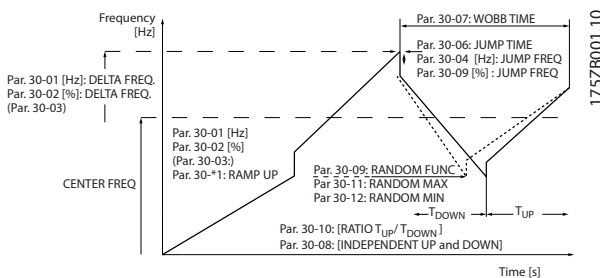 Frequency
[Hz]
Par. 30-07: WOBB TIME
Par. 30-06: JUMP TIME
Par. 30-04 [Hz]: JUMP FREQ
Par. 30-09 [%] : JUMP FREQ
Par. 30-01 [Hz]: DELTA FREQ.
Par. 30-02 [%]: DELTA FREQ.
(Par. 30-03)
175ZB001.10
Par. 30-01 [Hz]
Par. 30-02 [%]
(Par. 30-03:)
Par. 30-*1: RAMP UP
CENTER FREQ
Par. 30-09: RANDOM FUNC
Par 30-11: RANDOM MAX
Par 30-12: RANDOM MIN
TDOWN
TUP
Par. 30-10: [RATIO TUP/ TDOWN]
Par. 30-08: [INDEPENDENT UP and DOWN]
Time [s]